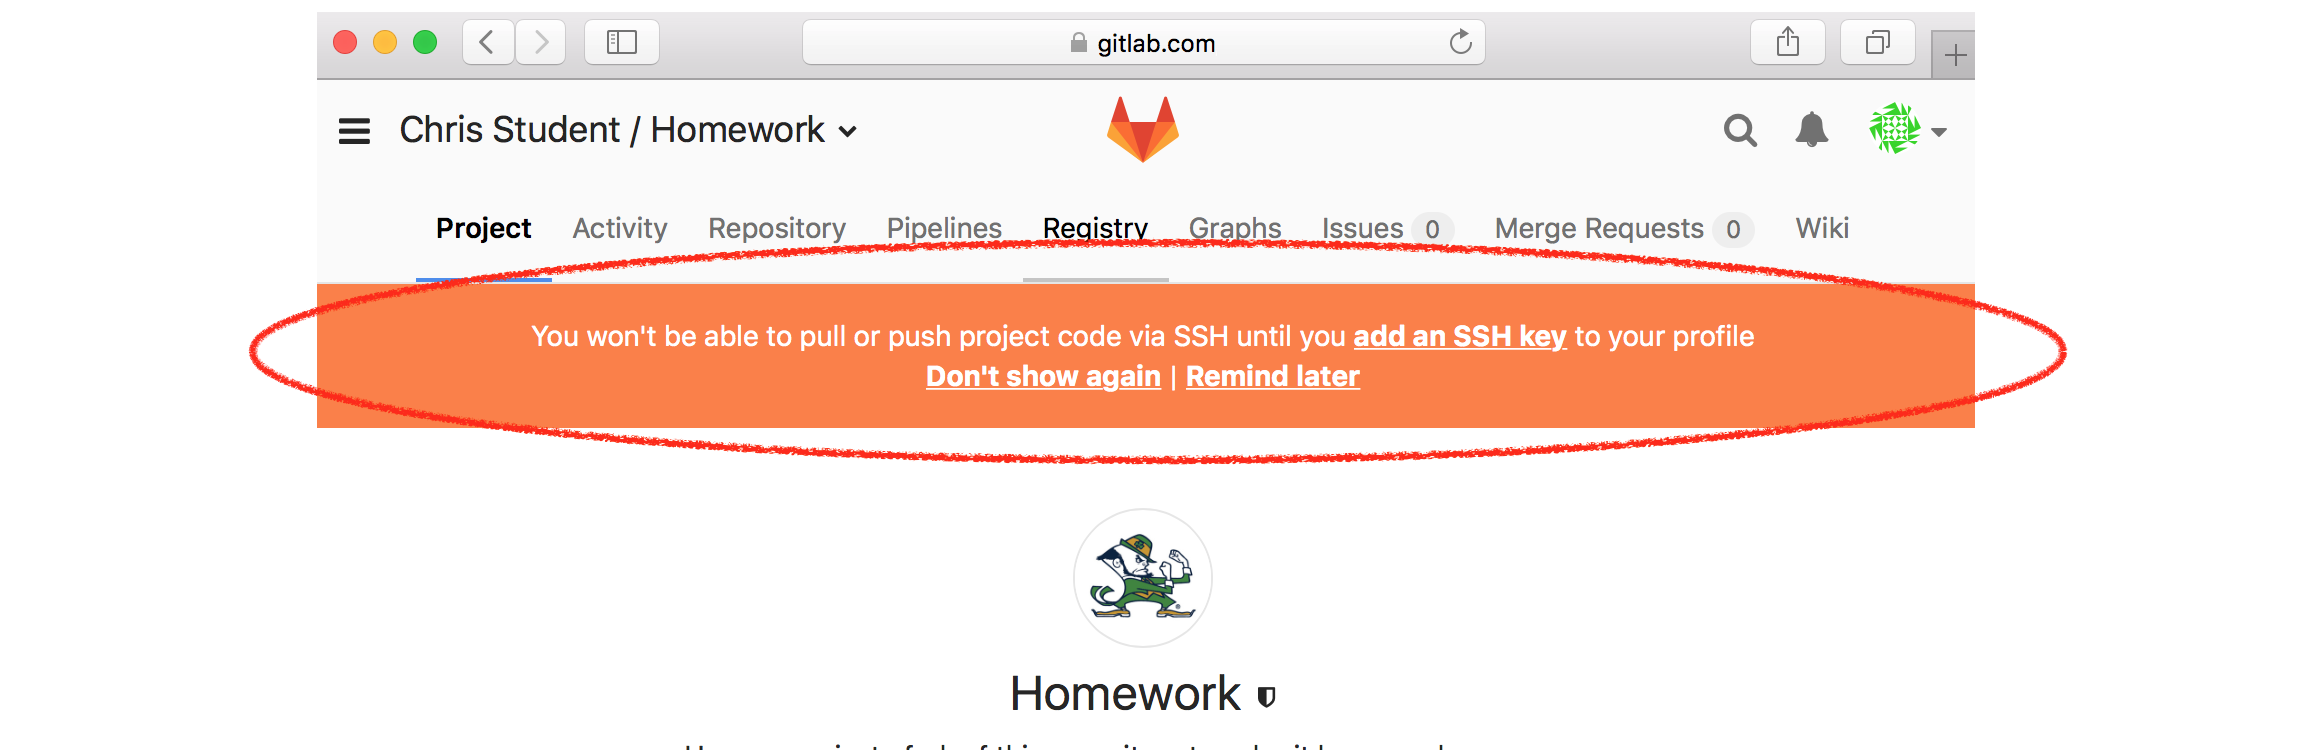 gitlab.com
Chris Student / Homework
Project Activity Repository Pipelines Registry Graphs Issues 0 Merge Requests 0 Wiki
You won't be able to pull or push project code via SSH until you add an SSH key to your profile
Don't show again | Remind later
Homework